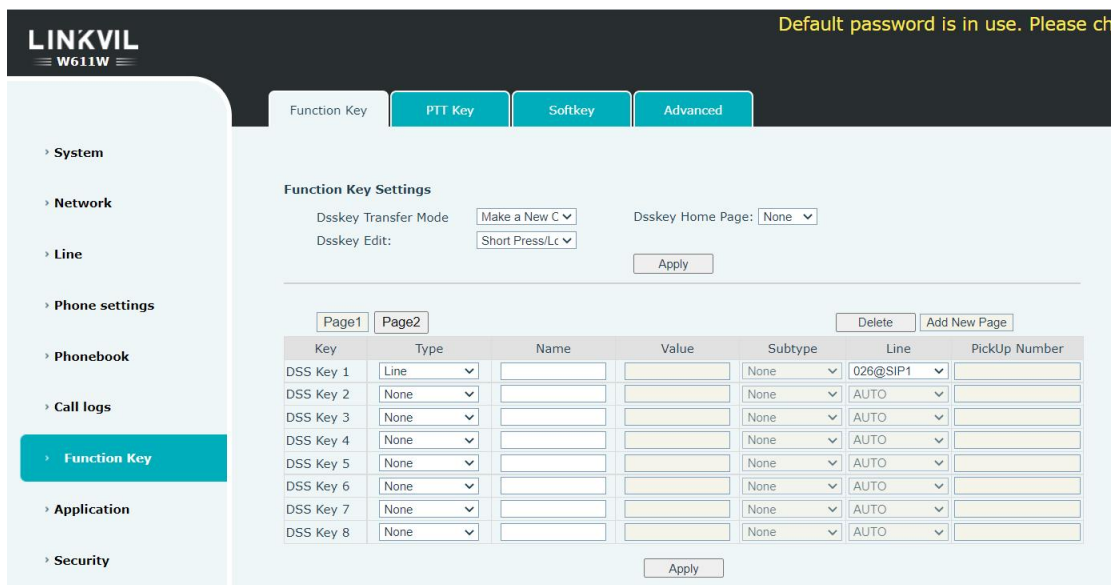 Default password is in use. Please ch
LINKVIL
W611W
Function Key PTT Key Softkey Advanced
System
Network
Line
Phone settings
Phonebook
Call logs
Function Key
Application
Security
Function Key Settings
Dsskey Transfer Mode Make a New C Dsskey Home Page: None
Dsskey Edit: Short Press/Lc
Apply
Page1 Page2 Delete Add New Page
Key Type Name Value Subtype Line PickUp Number
DSS Key 1 Line None 026@SIP1
DSS Key 2 None None AUTO
DSS Key 3 None None AUTO
DSS Key 4 None None AUTO
DSS Key 5 None None AUTO
DSS Key 6 None None AUTO
DSS Key 7 None None AUTO
DSS Key 8 None None AUTO
Apply